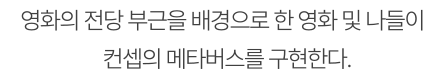 영화의 전당 부근을 배경으로 한 영화 및 나들이
컨셉의 메타버스를 구현한다.